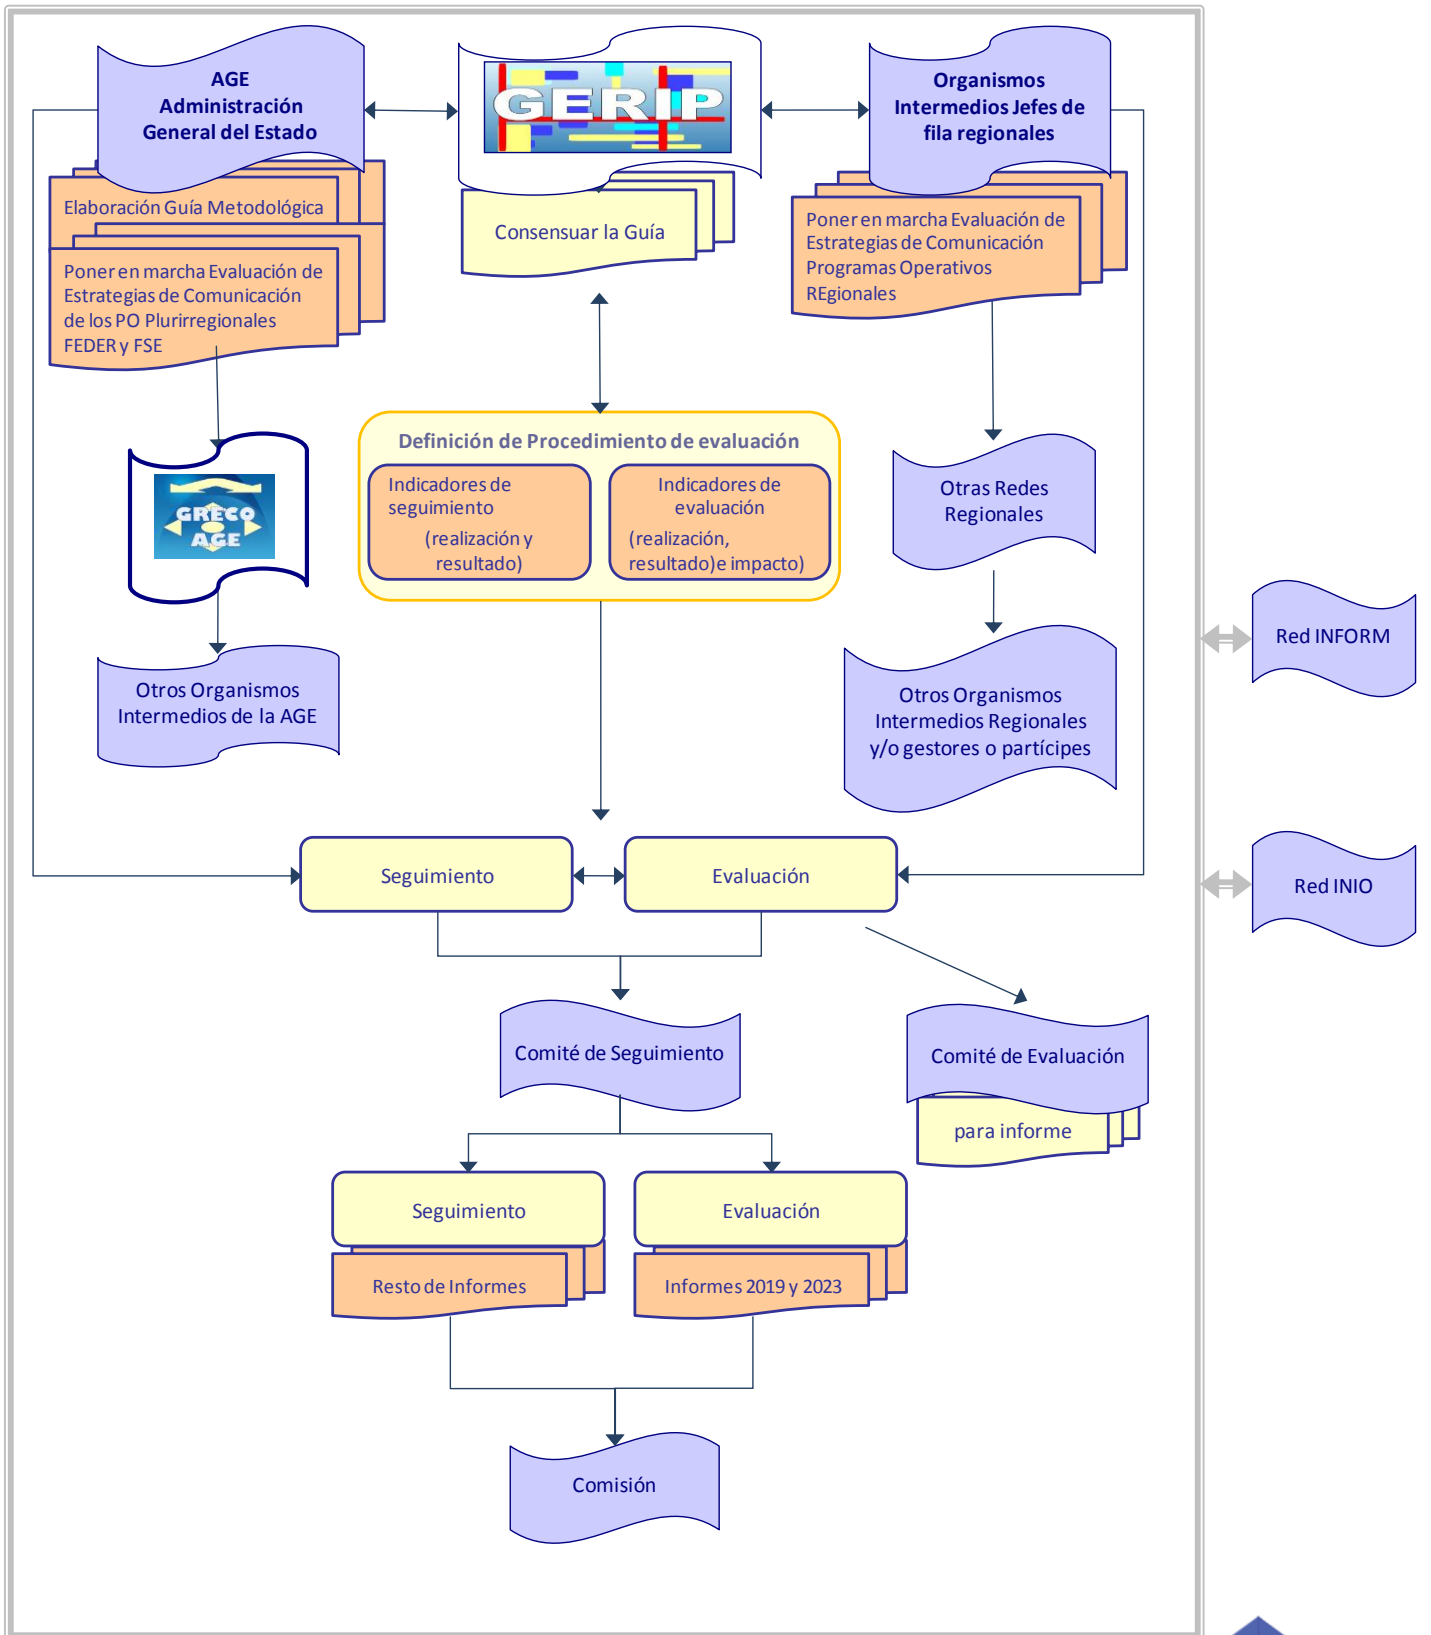 AGE
Administración
General del Estado
GERIP
Organismos
Intermedios Jefes de
fila regionales
Elaboración Guía Metodológica
Consensuar la Guía
Poner en marcha Evaluación de
Estrategias de Comunicación
Programas Operativos
REgionales
Poner en marcha Evaluación de
Estrategias de Comunicación
de los PO Plurirregionales
FEDER y FSE
Definición de Procedimiento de evaluación
Indicadores de
seguimiento
(realización y
resultado)
Indicadores de
evaluación
(realización,
resultado)e impacto)
GRECO
AGE
Otras Redes
Regionales
Otros Organismos
Intermedios de la AGE
Otros Organismos
Intermedios Regionales
y/o gestores o partícipes
Red INFORM
Seguimiento
Evaluación
Red INIO
Comité de Seguimiento
Comité de Evaluación
para informe
Seguimiento
Evaluación
Resto de Informes
Informes 2019 y 2023
Comisión